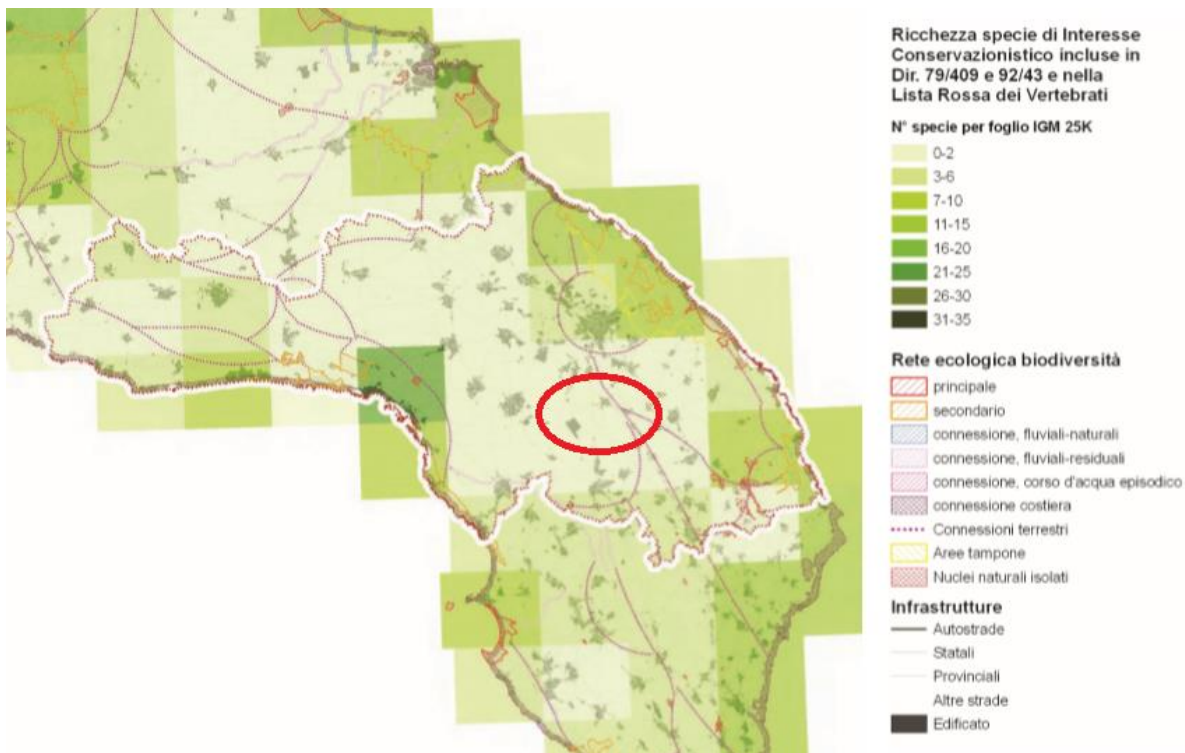 Ricchezza specie di Interesse
Conservazionistico incluse in
Dir. 79/409 e 92/43 e nella
Lista Rossa dei Vertebrati
N° specie per foglio IGM 25K
0-2
3-6
7-10
11-15
16-20
21-25
26-30
31-35
Rete ecologica biodiversità
principale
secondario
connessione, fluviali-naturali
connessione, fluviali-residuali
connessione, corso d'acqua episodico
connessione costiera
Connessioni terrestri
Aree tampone
Nuclei naturali isolati
Infrastrutture
Autostrade
Statali
Provinciali
Altre strade
Edificato